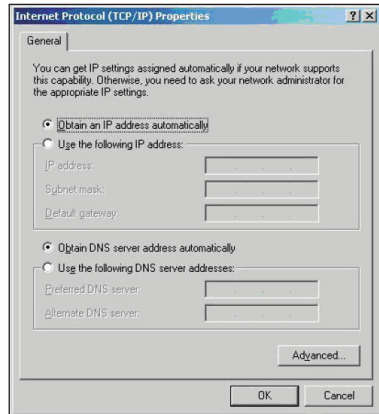 Internet Protocol (TCP/IP) Properties
General
You can get IP settings assigned automatically if your network supports
this capability. Otherwise, you need to ask your network administrator for
the appropriate IP settings.
Obtain an IP address automatically
Use the following IP address:
IP address:
Subnet mask:
Default gateway:
Obtain DNS server address automatically
Use the following DNS server addresses:
Preferred DNS server:
Alternate DNS server:
Advanced...
OK Cancel